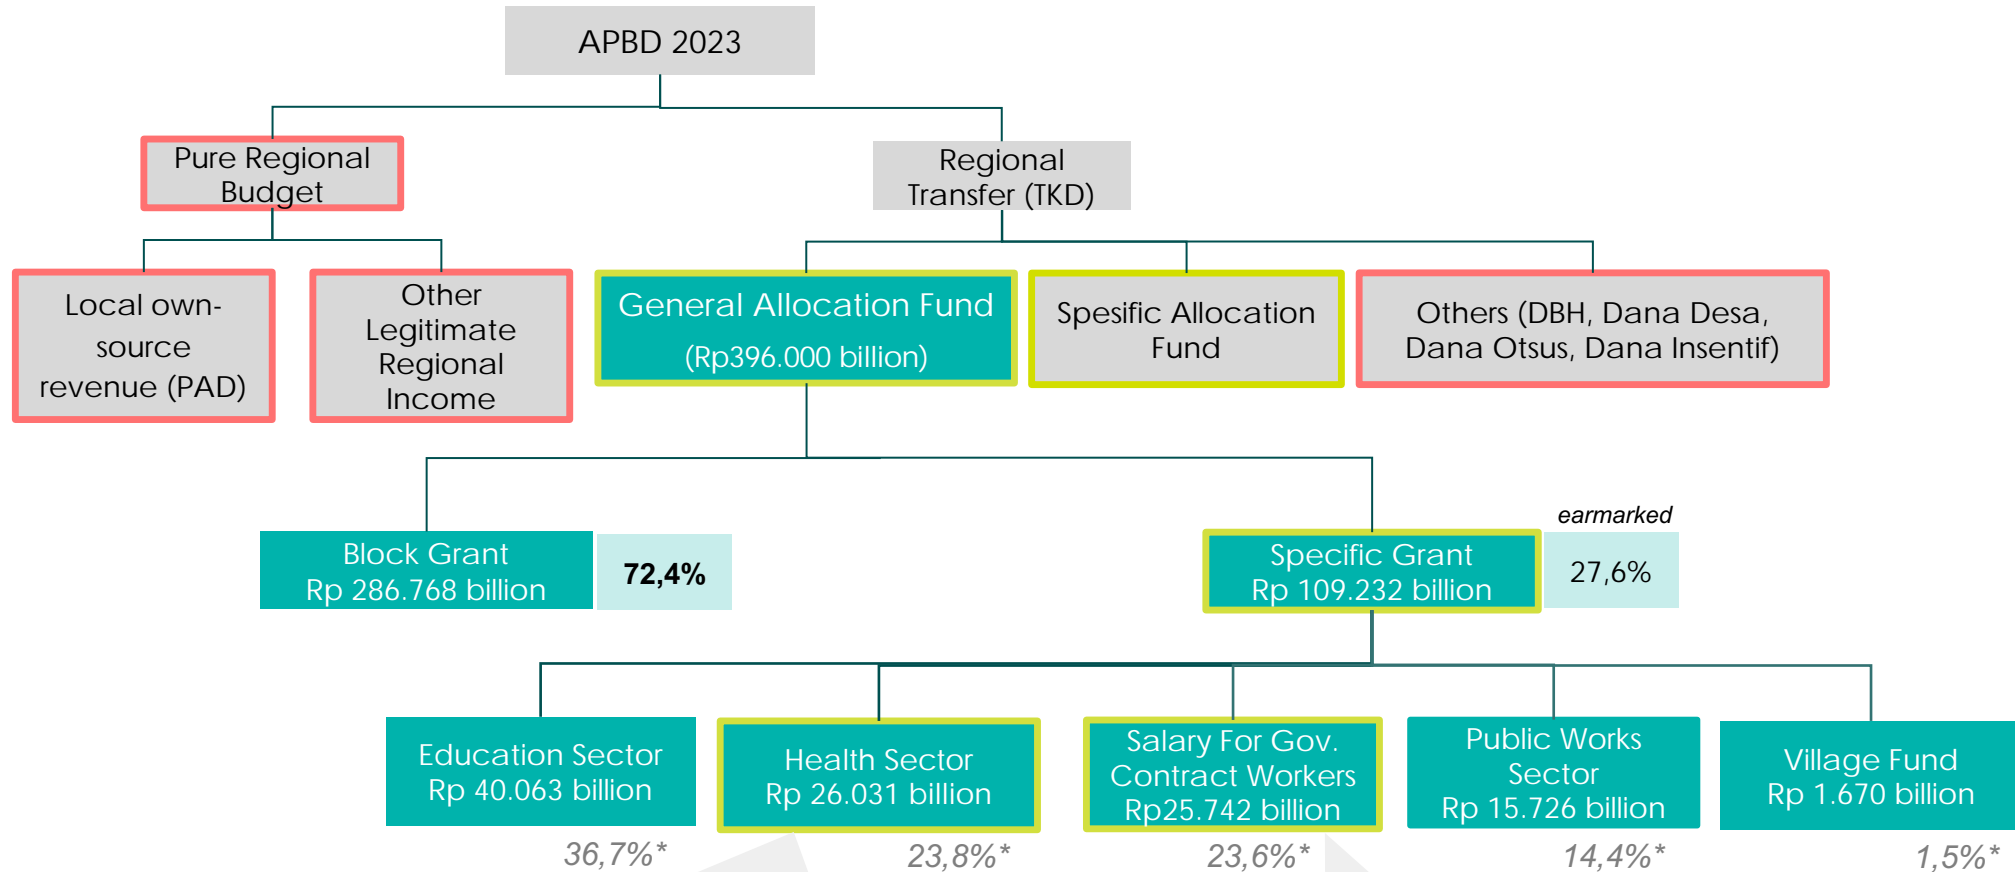 APBD 2023
Pure Regional
Budget
Regional
Transfer (TKD)
Local own-
source
revenue (PAD)
Other
Legitimate
Regional
Income
General Allocation Fund
(Rp396.000 billion)
Spesific Allocation
Fund
Others (DBH, Dana Desa,
Dana Otsus, Dana Insentif)
Block Grant
Rp 286.768 billion
72,4%
Specific Grant
Rp 109.232 billion
earmarked
27,6%
Education Sector
Rp 40.063 billion
36,7%*
Health Sector
Rp 26.031 billion
23,8%*
Salary For Gov.
Contract Workers
Rp25.742 billion
23,6%*
Public Works
Sector
Rp 15.726 billion
14,4%*
Village Fund
Rp 1.670 billion
1,5%*